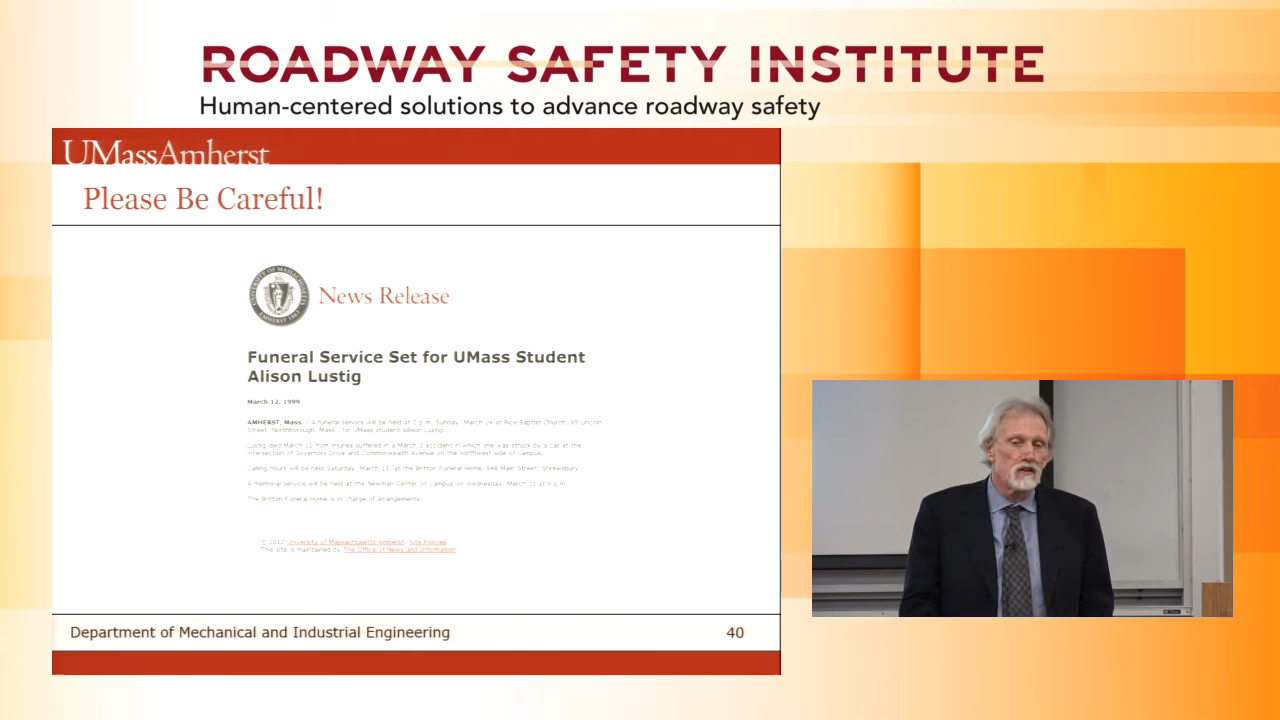 ROADWAY SAFETY INSTITUTE
Human-centered solutions to advance roadway safety
UMassAmherst
Please Be Careful!
UNIVERSITY OF MASSACHUSETTS
AMHERST 1863
News Release
Funeral Service Set for UMass Student
Alison Lustig
March 12, 1999
AMHERST, Mass. - A funeral service will be held at 2 p.m. Sunday, March 14 at Rice Baptist Church, Lincoln
Street, Northborough, Mass., for UMass student Alison Lustig.
Lustig died March 11 from injuries suffered in a March accident in which she was struck by a car at the
intersection of Governors Drive and Commonwealth Avenue on the northwest side of campus.
Calling hours will be held Saturday, March 13, at the Britton Funeral Home, 648 Main Street, Shrewsbury.
A memorial service will be held at the Newman Center on campus on Wednesday, March at p.m.
The Britton Funeral Home is in charge of arrangements.
© 2012 University of Massachusetts Amherst. Site Policies.
This site is maintained by The Office of News and Information
Department of Mechanical and Industrial Engineering
40